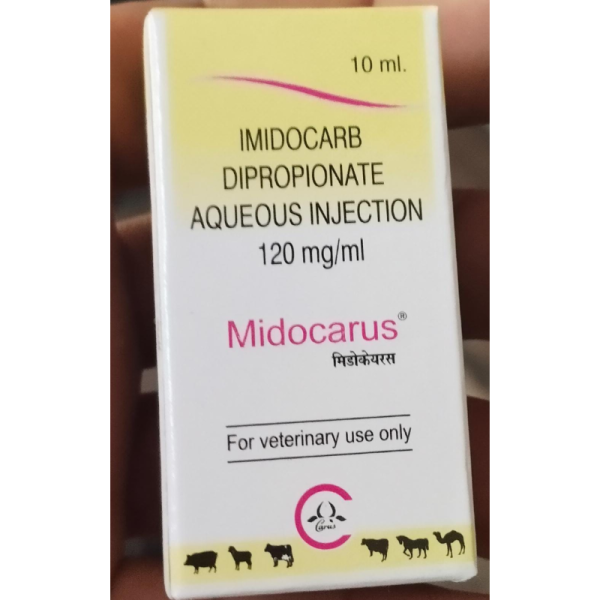 10 ml.
IMIDOCARB
DIPROPIONATE
AQUEOUS INJECTION
120 mg/ml
Midocarus®
मिडोकेयरस
For veterinary use only
Carus